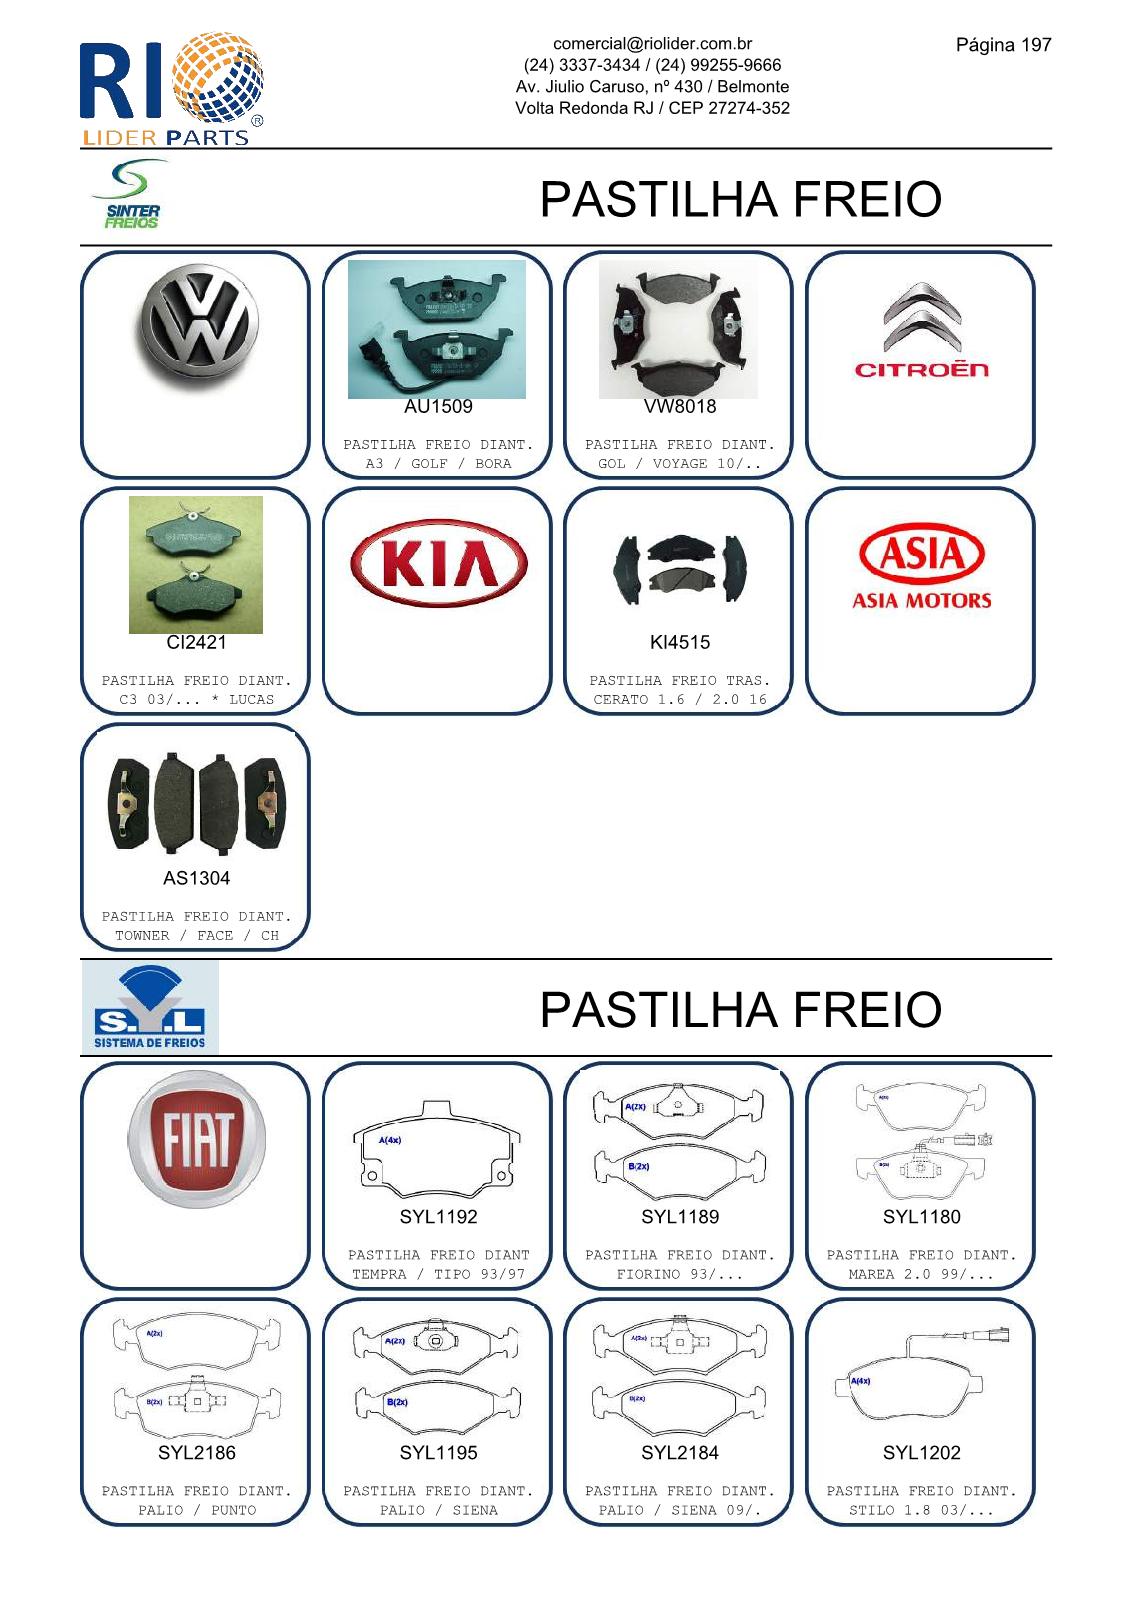 RIO
LIDER PARTS®
comercial@riolider.com.br
(24) 3337-3434 / (24) 99255-9666
Av. Jiulio Caruso, nº 430 / Belmonte
Volta Redonda RJ / CEP 27274-352
Página 197
SINTER
FREIOS
PASTILHA FREIO
AU1509
PASTILHA FREIO DIANT.
A3 / GOLF / BORA
VW8018
PASTILHA FREIO DIANT.
GOL / VOYAGE 10/..
CITROËN
CI2421
PASTILHA FREIO DIANT.
C3 03/... * LUCAS
KIA
KI4515
PASTILHA FREIO TRAS.
CERATO 1.6 / 2.0 16
ASIA
ASIA MOTORS
AS1304
PASTILHA FREIO DIANT.
TOWNER / FACE / CH
S.Y.L
SISTEMA DE FREIOS
PASTILHA FREIO
FIAT
A(4x)
SYL1192
PASTILHA FREIO DIANT
TEMPRA / TIPO 93/97
A(2x)
B(2x)
SYL1189
PASTILHA FREIO DIANT.
FIORINO 93/...
A(2x)
B(2x)
SYL1180
PASTILHA FREIO DIANT.
MAREA 2.0 99/...
A(2x)
B(2x)
SYL2186
PASTILHA FREIO DIANT.
PALIO / PUNTO
A(2x)
B(2x)
SYL1195
PASTILHA FREIO DIANT.
PALIO / SIENA
A(2x)
B(2x)
SYL2184
PASTILHA FREIO DIANT.
PALIO / SIENA 09/.
A(4x)
SYL1202
PASTILHA FREIO DIANT.
STILO 1.8 03/...